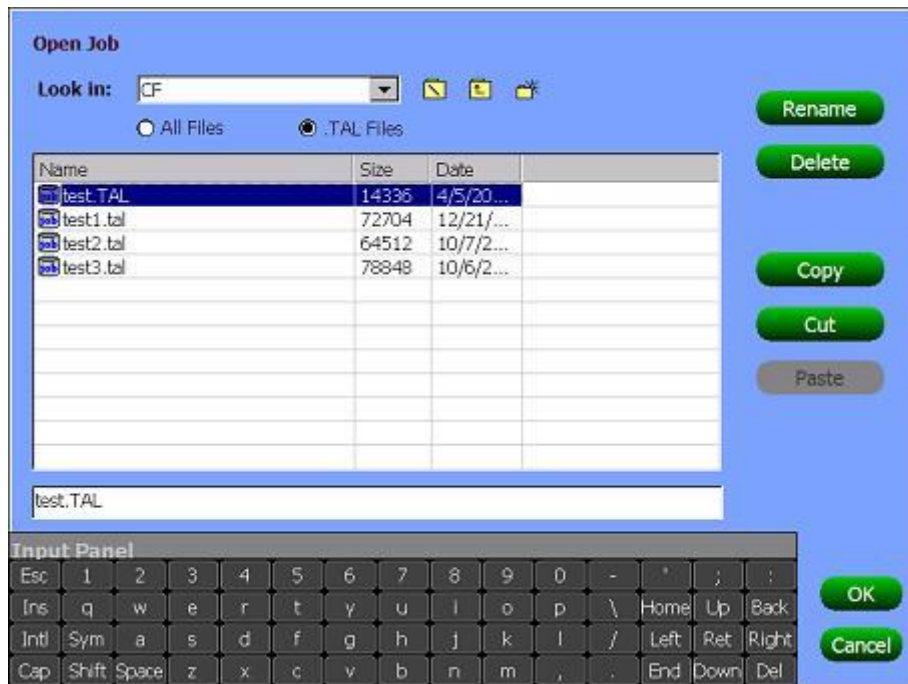 Open Job
Look in: CF
All Files .TAL Files
Rename
Delete
Name Size Date
test.TAL 14336 4/5/20...
test1.tal 72704 12/21/...
test2.tal 64512 10/7/2...
test3.tal 78848 10/6/2...
Copy
Cut
Paste
test.TAL
Input Panel
Esc 1 2 3 4 5 6 7 8 9 0 - ;
Ins q w e r t y u i o p \ Home Up Back
Intl Sym a s d f g h j k l / Left Ret Right
Cap Shift Space z x c v b n m , . End Down Del
OK
Cancel